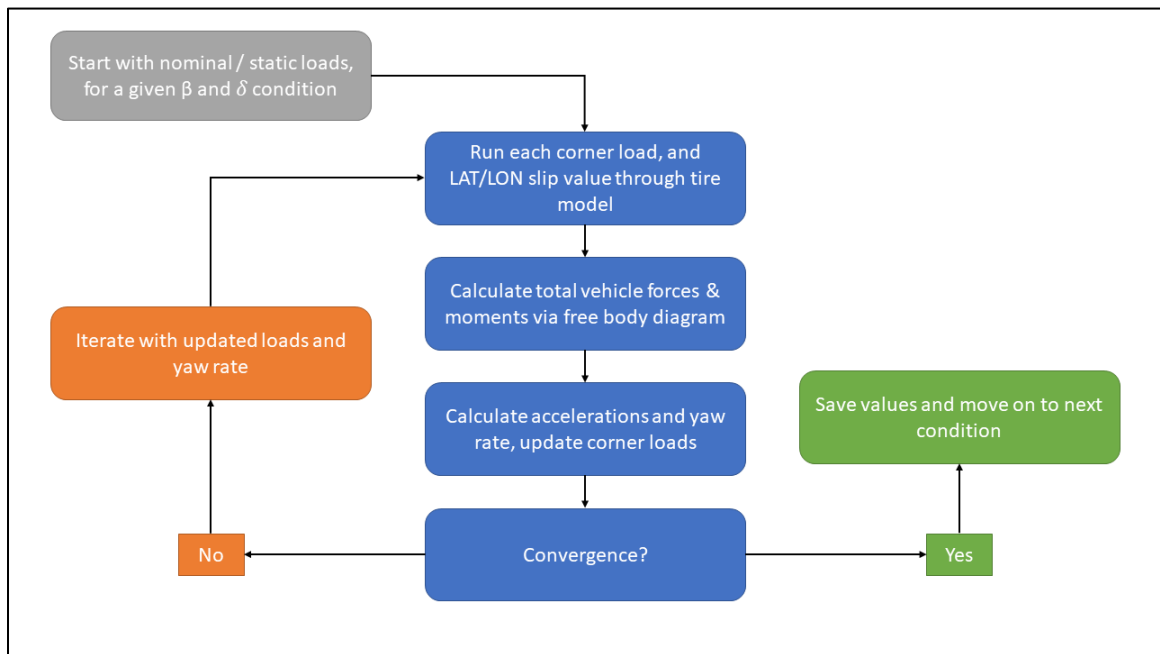 Start with nominal / static loads,
for a given β and 𝛿 condition
Run each corner load, and
LAT/LON slip value through tire
model
Calculate total vehicle forces &
moments via free body diagram
Iterate with updated loads and
yaw rate
Calculate accelerations and yaw
rate, update corner loads
Save values and move on to next
condition
No
Convergence?
Yes